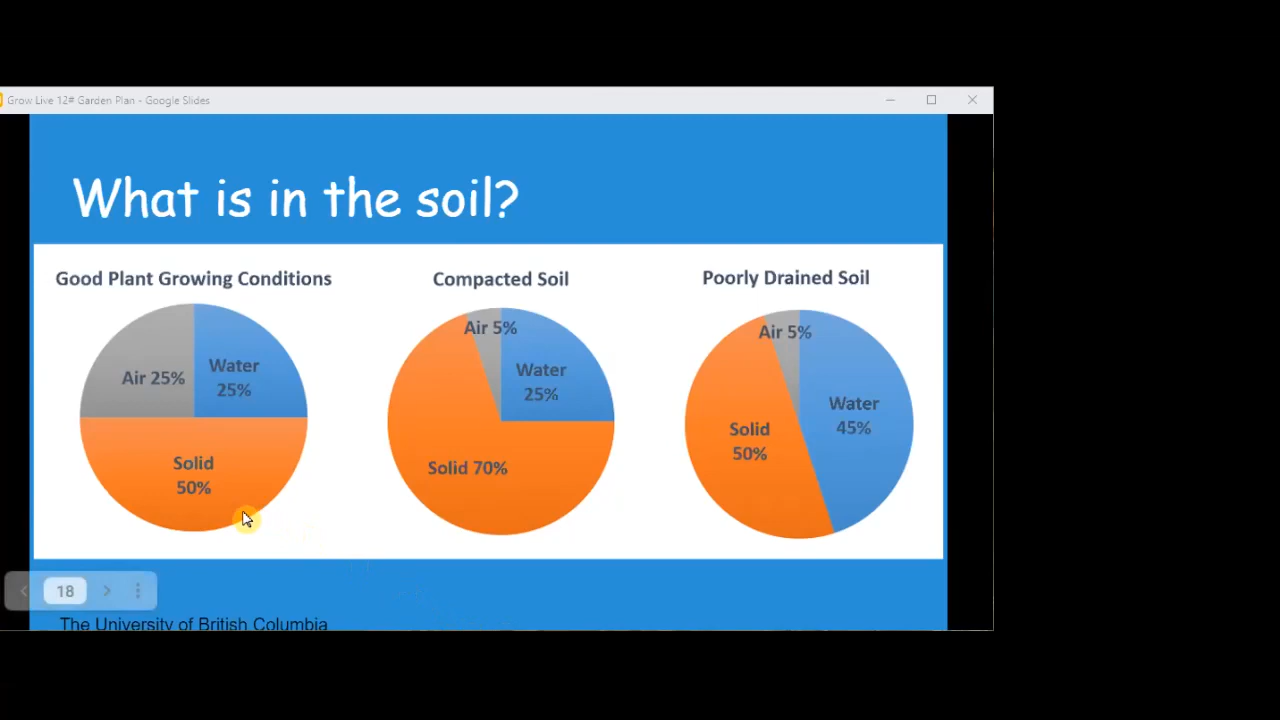 Grow Live 12# Garden Plan - Google Slides
What is in the soil?
Good Plant Growing Conditions
Air 25%
Water
25%
Solid
50%
Compacted Soil
Air 5%
Water
25%
Solid 70%
Poorly Drained Soil
Air 5%
Water
45%
Solid
50%
18
The University of British Columbia